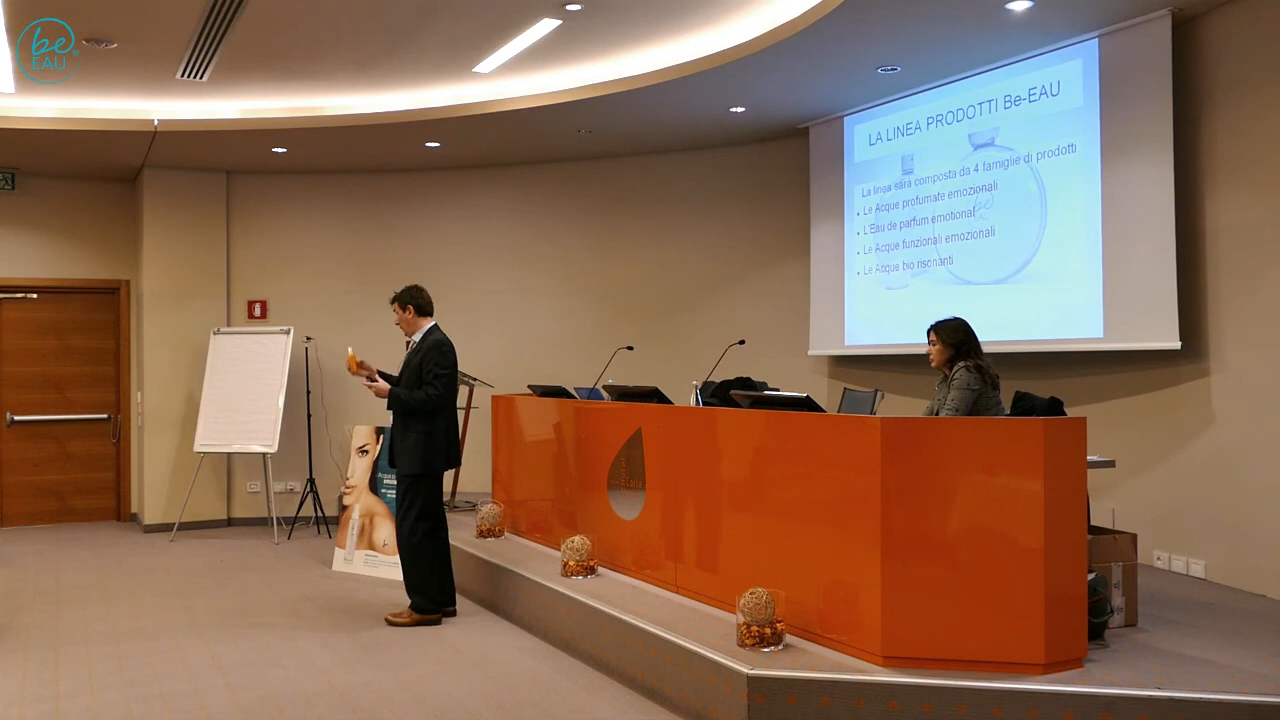 be
EAU
LA LINEA PRODOTTI Be-EAU
La linea sarà composta da 4 famiglie di prodotti
• Le Acque profumate emozionali
• L'Eau de parfum emotional
• Le Acque funzionali emozionali
• Le Acque bio risonanti
be